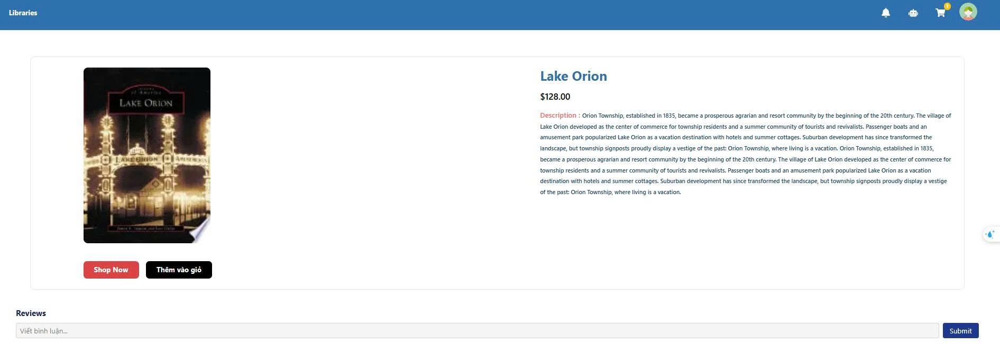 Libraries
1
of America
LAKE ORION
LAKE ORION AMUSEMENT
Shop Now
Thêm vào giỏ
Lake Orion
$128.00
Description : Orion Township, established in 1835, became a prosperous agrarian and resort community by the beginning of the 20th century. The village of
Lake Orion developed as the center of commerce for township residents and a summer community of tourists and revivalists. Passenger boats and an
amusement park popularized Lake Orion as a vacation destination with hotels and summer cottages. Suburban development has since transformed the
landscape, but township signposts proudly display a vestige of the past: Orion Township, where living is a vacation. Orion Township, established in 1835,
became a prosperous agrarian and resort community by the beginning of the 20th century. The village of Lake Orion developed as the center of commerce for
township residents and a summer community of tourists and revivalists. Passenger boats and an amusement park popularized Lake Orion as a vacation
destination with hotels and summer cottages. Suburban development has since transformed the landscape, but township signposts proudly display a vestige
of the past: Orion Township, where living is a vacation.
Reviews
Viết bình luận...
Submit